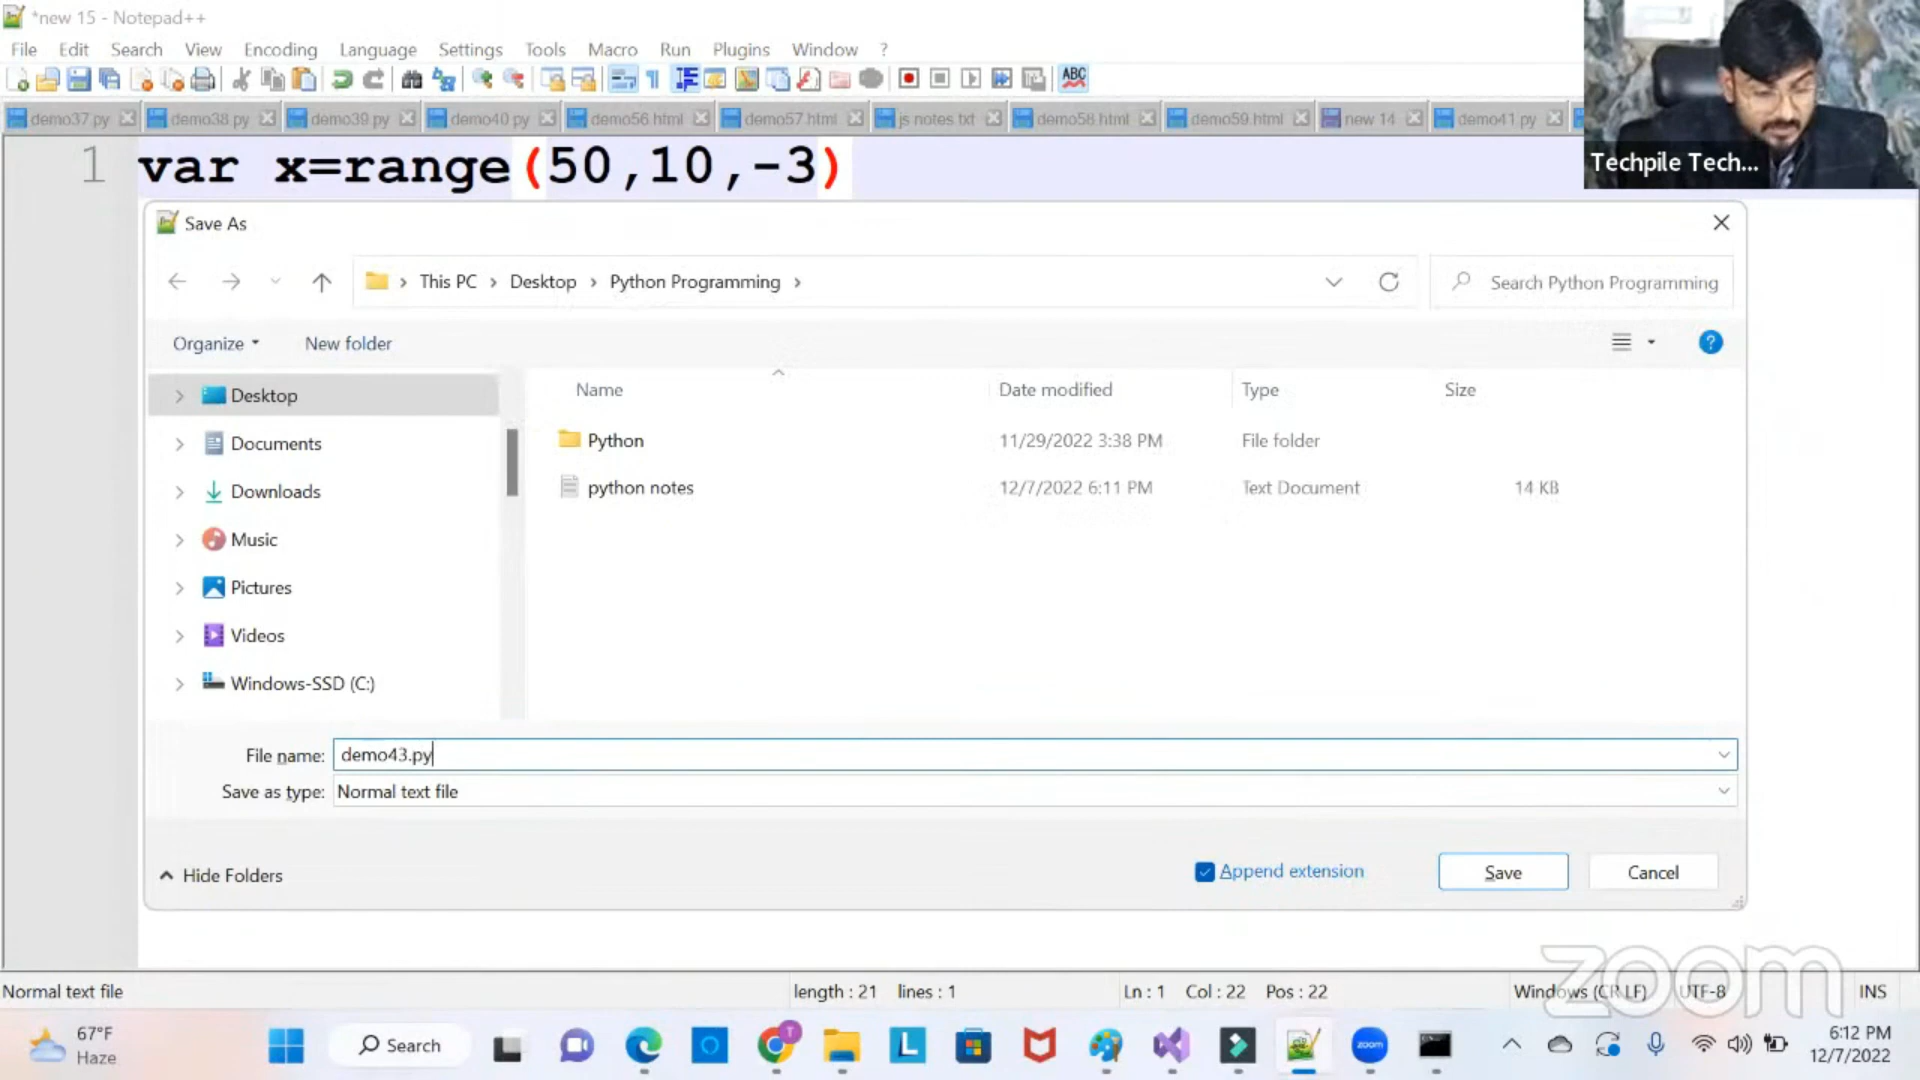 *new 15 - Notepad++
File Edit Search View Encoding Language Settings Tools Macro Run Plugins Window ?
ABC
demo37.py demo38.py demo39.py demo40.py demo56.html demo57.html js notes txt demo58.html demo59.html new 14 demo41.py
1 var x=range(50,10,-3)
Techpile Tech...
Save As
This PC > Desktop > Python Programming >
Search Python Programming
Organize New folder
?
Name Date modified Type Size
Desktop
Python 11/29/2022 3:38 PM File folder
Documents
python notes 12/7/2022 6:11 PM Text Document 14 KB
Downloads
Music
Pictures
Videos
Windows-SSD (C:)
File name: demo43.py
Save as type: Normal text file
Hide Folders
Append extension
Save Cancel
zoom
Normal text file length : 21 lines : 1 Ln : 1 Col : 22 Pos : 22 Windows (CR LF) UTF-8 INS
67°F
Haze
Search
T
L
zoom
6:12 PM
12/7/2022